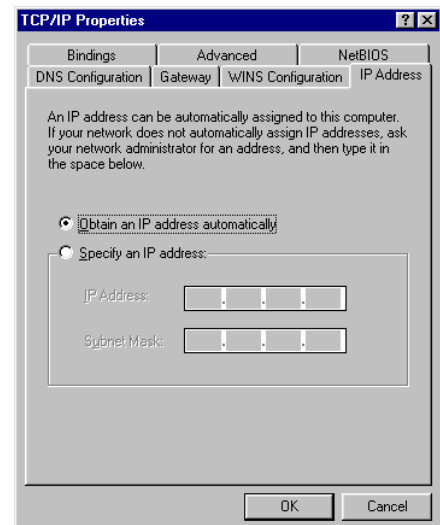 TCP/IP Properties
Bindings Advanced NetBIOS
DNS Configuration Gateway WINS Configuration IP Address
An IP address can be automatically assigned to this computer.
If your network does not automatically assign IP addresses, ask
your network administrator for an address, and then type it in
the space below.
Obtain an IP address automatically
Specify an IP address:
IP Address:
Subnet Mask:
OK Cancel